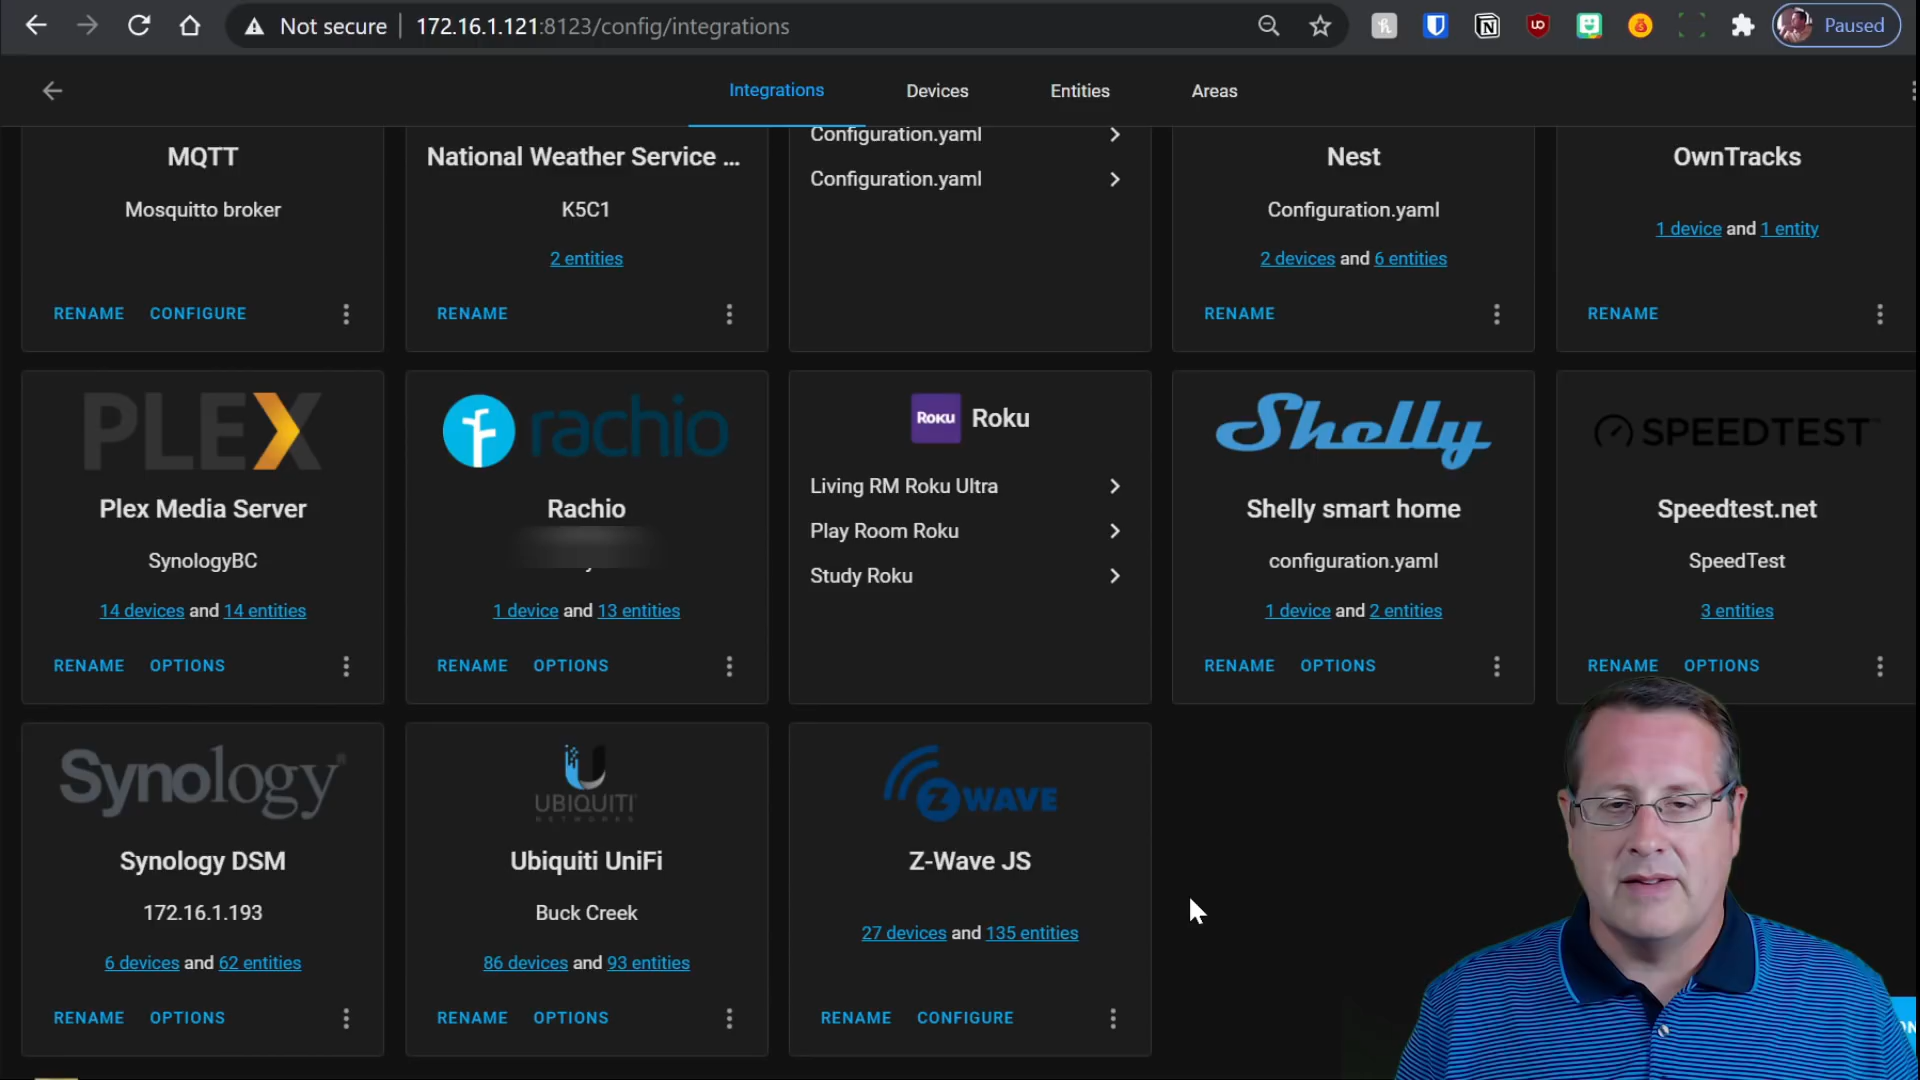 Not secure | 172.16.1.121:8123/config/integrations
Paused
Integrations
Devices
Entities
Areas
MQTT
Mosquitto broker
RENAME CONFIGURE
National Weather Service ...
K5C1
2 entities
RENAME
Configuration.yaml
Configuration.yaml
Nest
Configuration.yaml
2 devices and 6 entities
RENAME
OwnTracks
1 device and 1 entity
RENAME
PLEX
Plex Media Server
SynologyBC
14 devices and 14 entities
RENAME OPTIONS
rachio
Rachio
1 device and 13 entities
RENAME OPTIONS
ROKU Roku
Living RM Roku Ultra
Play Room Roku
Study Roku
Shelly
Shelly smart home
configuration.yaml
1 device and 2 entities
RENAME OPTIONS
SPEEDTEST
Speedtest.net
SpeedTest
3 entities
RENAME OPTIONS
Synology
Synology DSM
172.16.1.193
6 devices and 62 entities
RENAME OPTIONS
UBIQUITI
NETWORKS
Ubiquiti UniFi
Buck Creek
86 devices and 93 entities
RENAME OPTIONS
Z WAVE
Z-Wave JS
27 devices and 135 entities
RENAME CONFIGURE